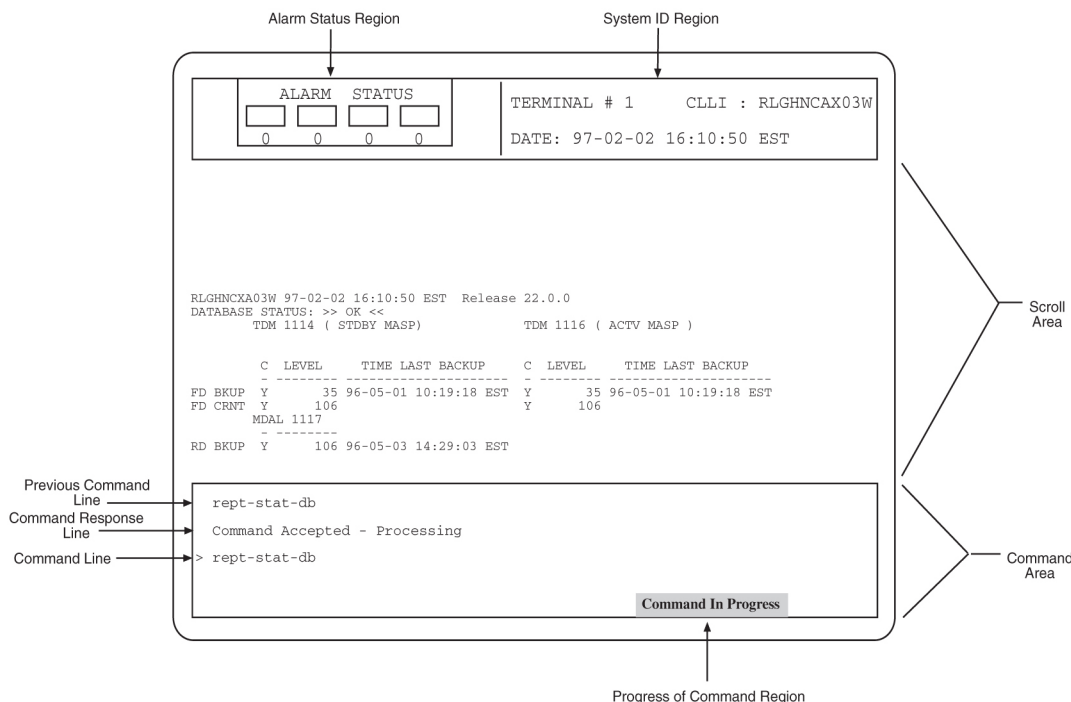 Alarm Status Region
System ID Region
ALARM STATUS
0 0 0 0
TERMINAL # 1 CLLI : RLGHNCAX03W
DATE: 97-02-02 16:10:50 EST
RLGHNCXA03W 97-02-02 16:10:50 EST Release 22.0.0
DATABASE STATUS: >> OK <<
TDM 1114 ( STDBY MASP) TDM 1116 ( ACTV MASP )
C LEVEL TIME LAST BACKUP C LEVEL TIME LAST BACKUP
- -------- ------------------- - -------- -------------------
FD BKUP Y 35 96-05-01 10:19:18 EST Y 35 96-05-01 10:19:18 EST
FD CRNT Y 106 Y 106
MDAL 1117
- --------
RD BKUP Y 106 96-05-03 14:29:03 EST
Scroll
Area
Previous Command
Line
rept-stat-db
Command Response
Line
Command Accepted - Processing
Command Line
> rept-stat-db
Command
Area
Command In Progress
Progress of Command Region